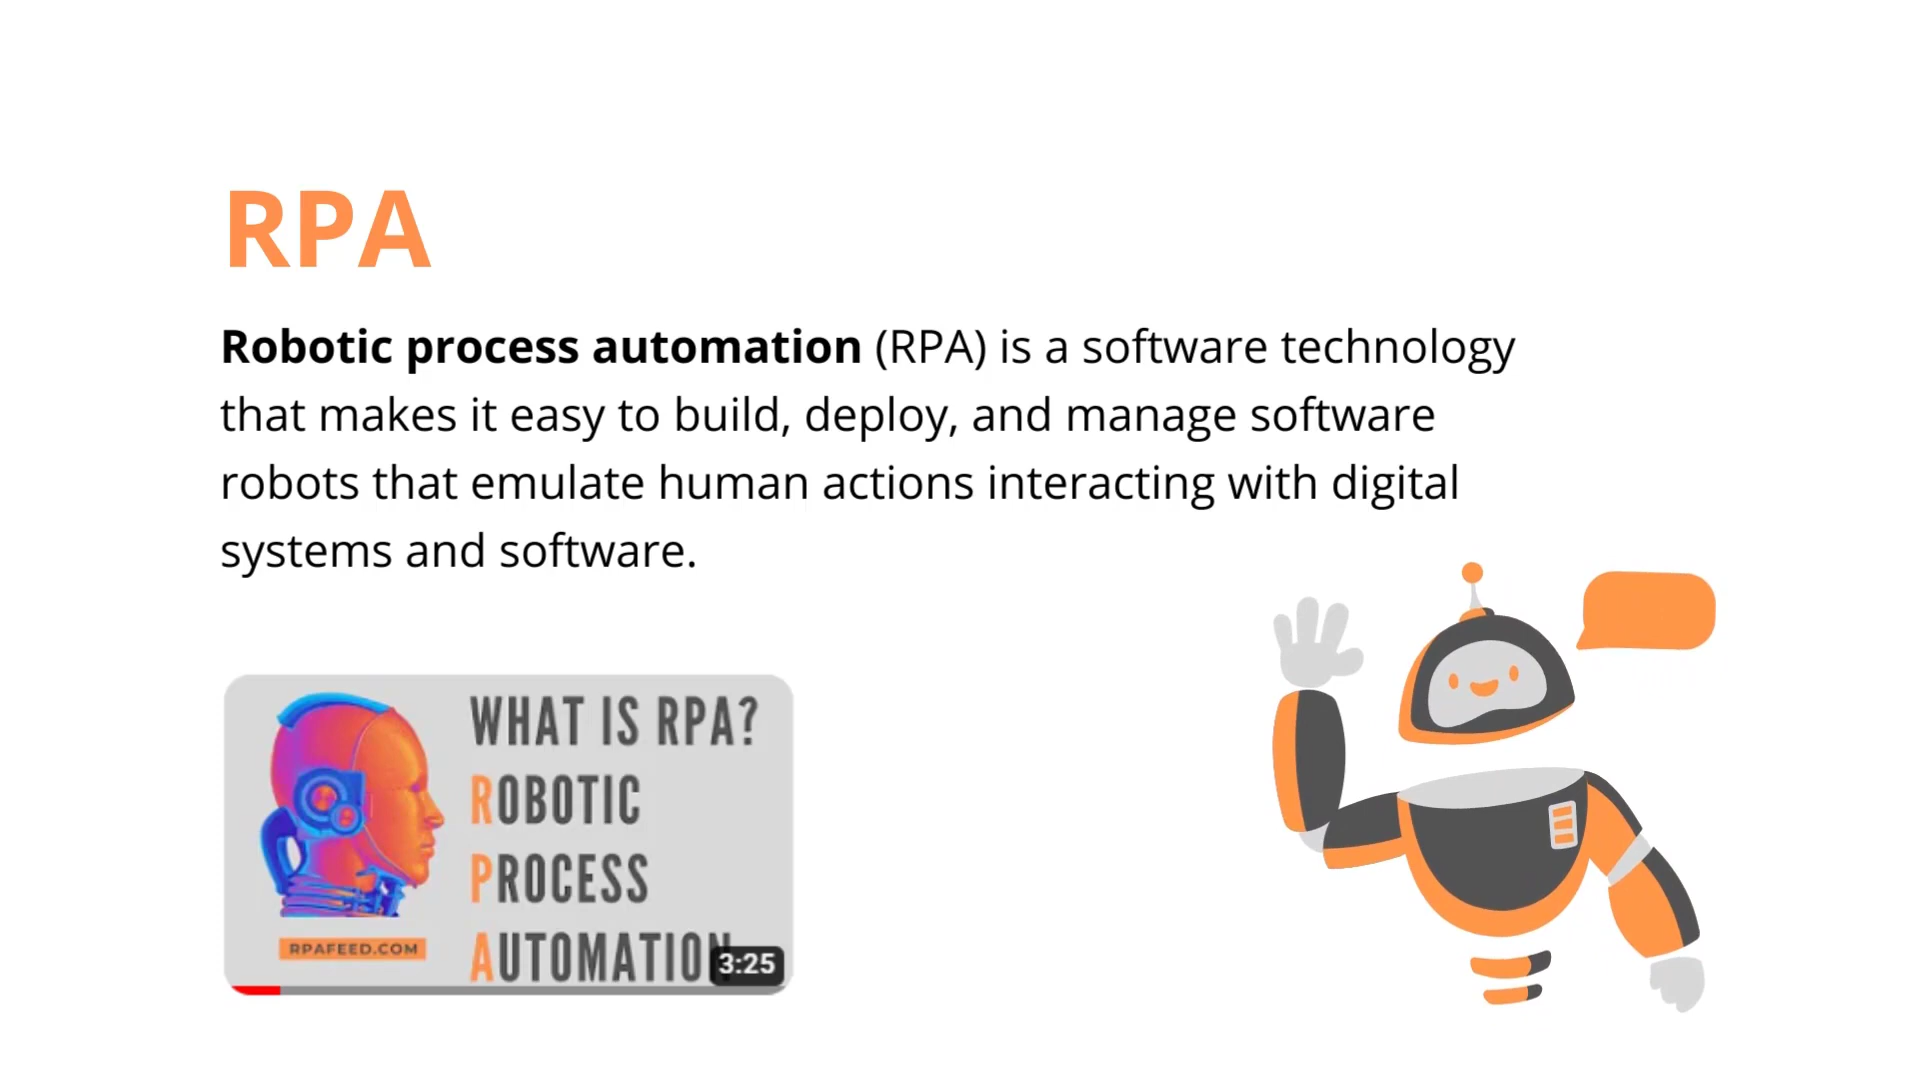 RPA
Robotic process automation (RPA) is a software technology
that makes it easy to build, deploy, and manage software
robots that emulate human actions interacting with digital
systems and software.
WHAT IS RPA?
ROBOTIC
PROCESS
AUTOMATION
RPAFEED.COM
3:25